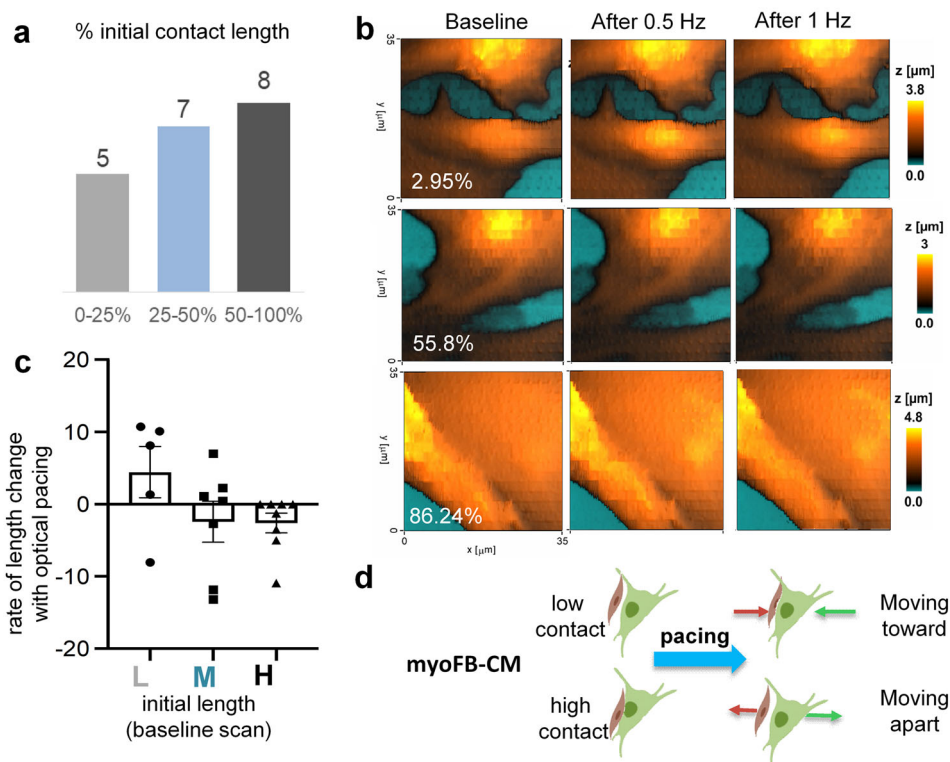 a
% initial contact length
5
7
8
0-25%
25-50%
50-100%
b
Baseline
After 0.5 Hz
After 1 Hz
35
y [μm]
0
2.95%
z [μm]
3.8
0.0
35
y [μm]
0
55.8%
z [μm]
3
0.0
35
y [μm]
0
86.24%
z [μm]
4.8
0.0
0
x [μm]
35
c
rate of length change
with optical pacing
20
10
0
-10
-20
L
M
H
initial length
(baseline scan)
d
low
contact
myoFB-CM
pacing
Moving
toward
high
contact
Moving
apart